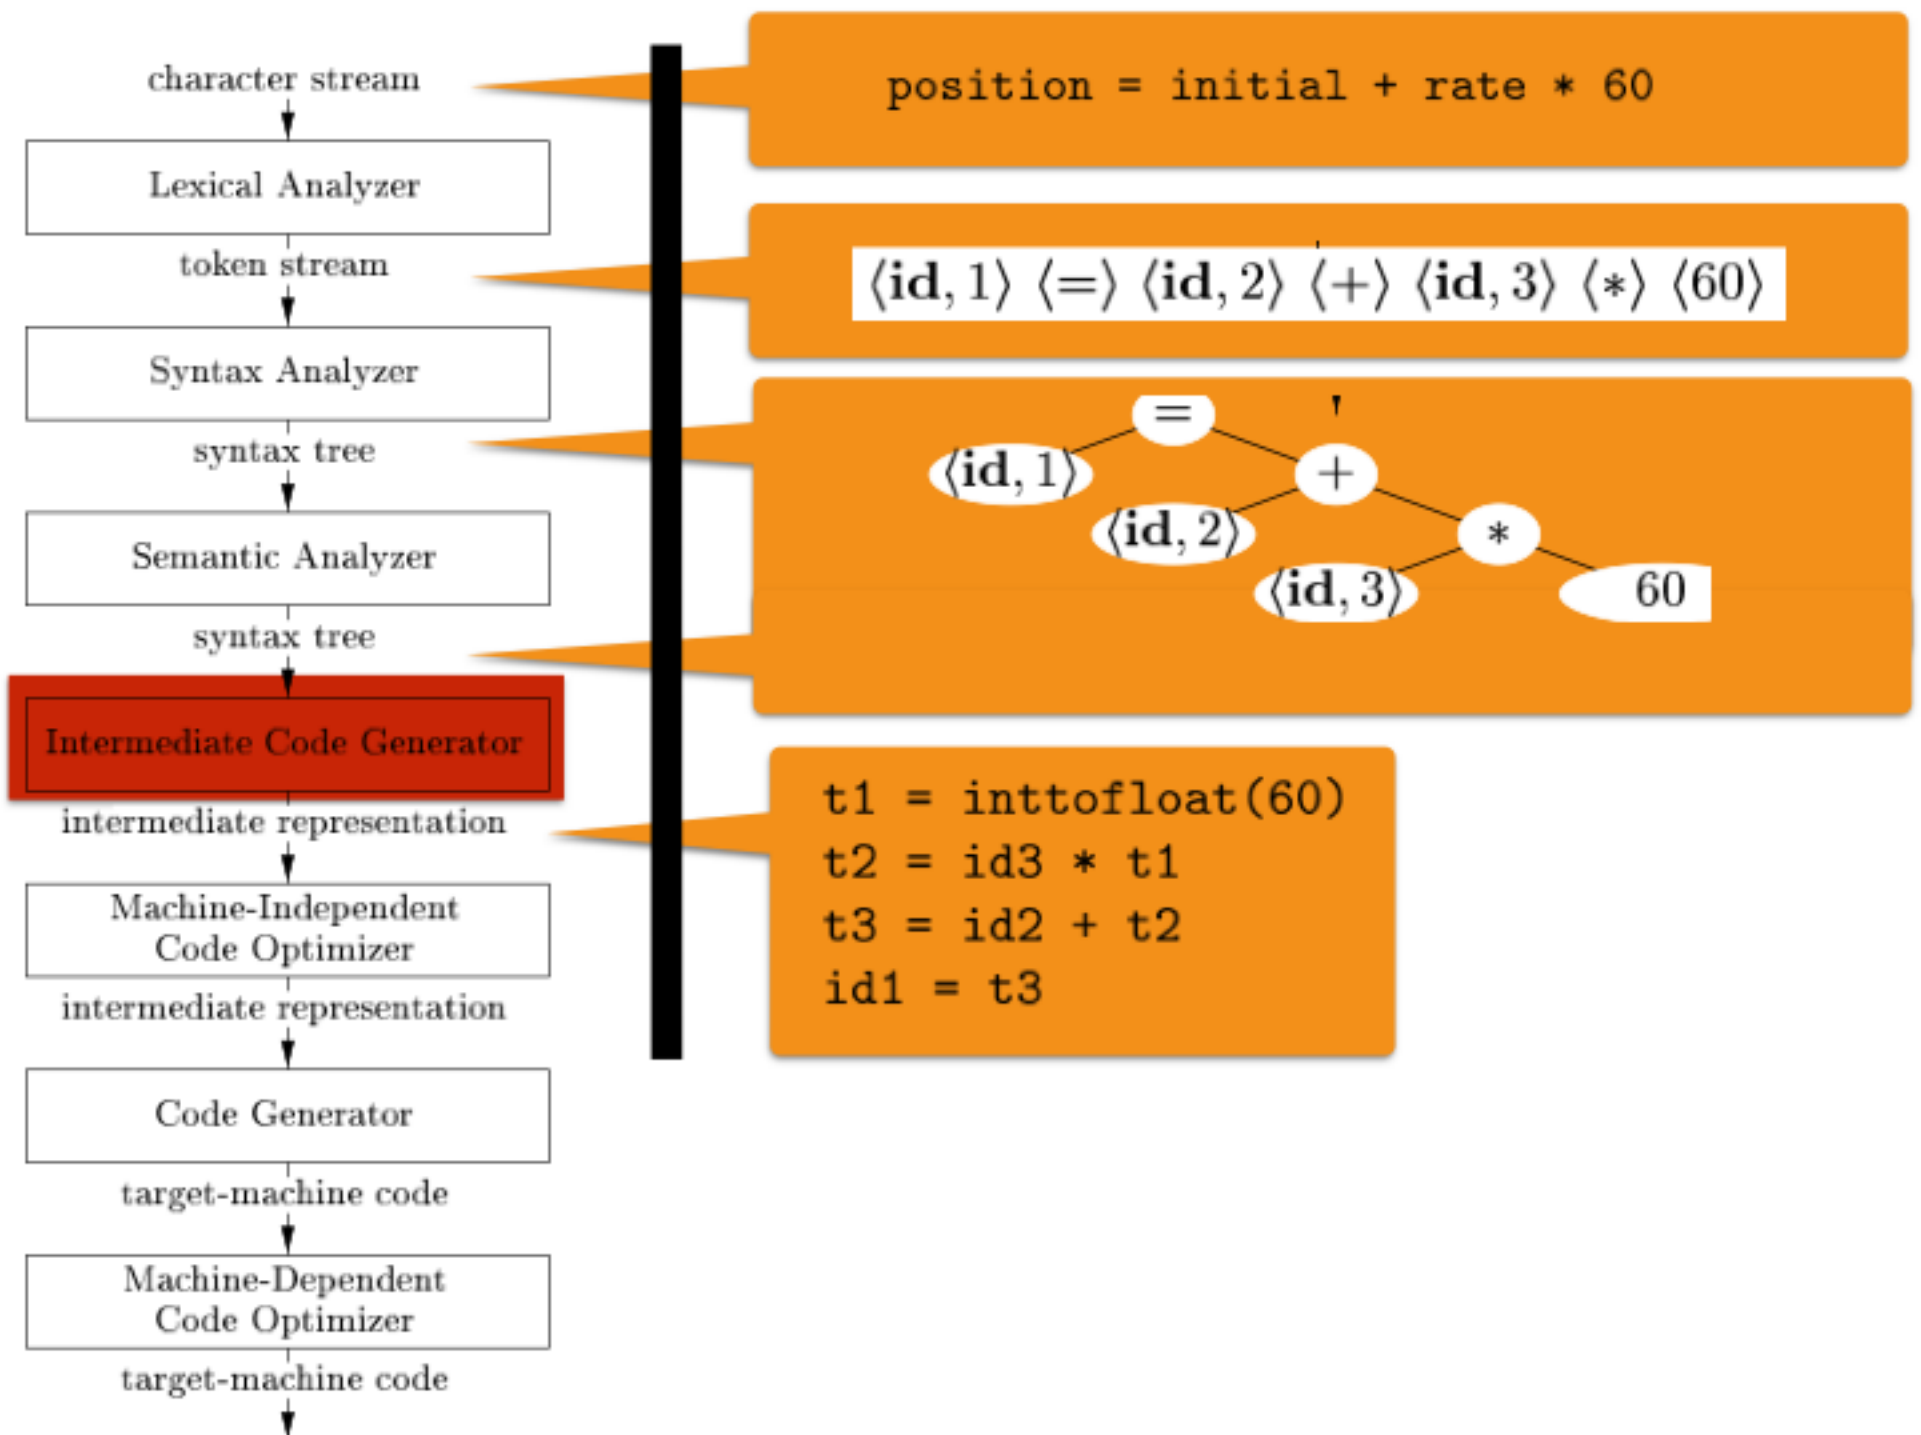 character stream
Lexical Analyzer
token stream
Syntax Analyzer
syntax tree
Semantic Analyzer
syntax tree
Intermediate Code Generator
intermediate representation
Machine-Independent
Code Optimizer
intermediate representation
Code Generator
target-machine code
Machine-Dependent
Code Optimizer
target-machine code
position = initial + rate * 60
⟨id, 1⟩ ⟨=⟩ ⟨id, 2⟩ ⟨+⟩ ⟨id, 3⟩ ⟨*⟩ ⟨60⟩
=
⟨id, 1⟩ +
⟨id, 2⟩ *
⟨id, 3⟩ 60
t1 = inttofloat(60)
t2 = id3 * t1
t3 = id2 + t2
id1 = t3